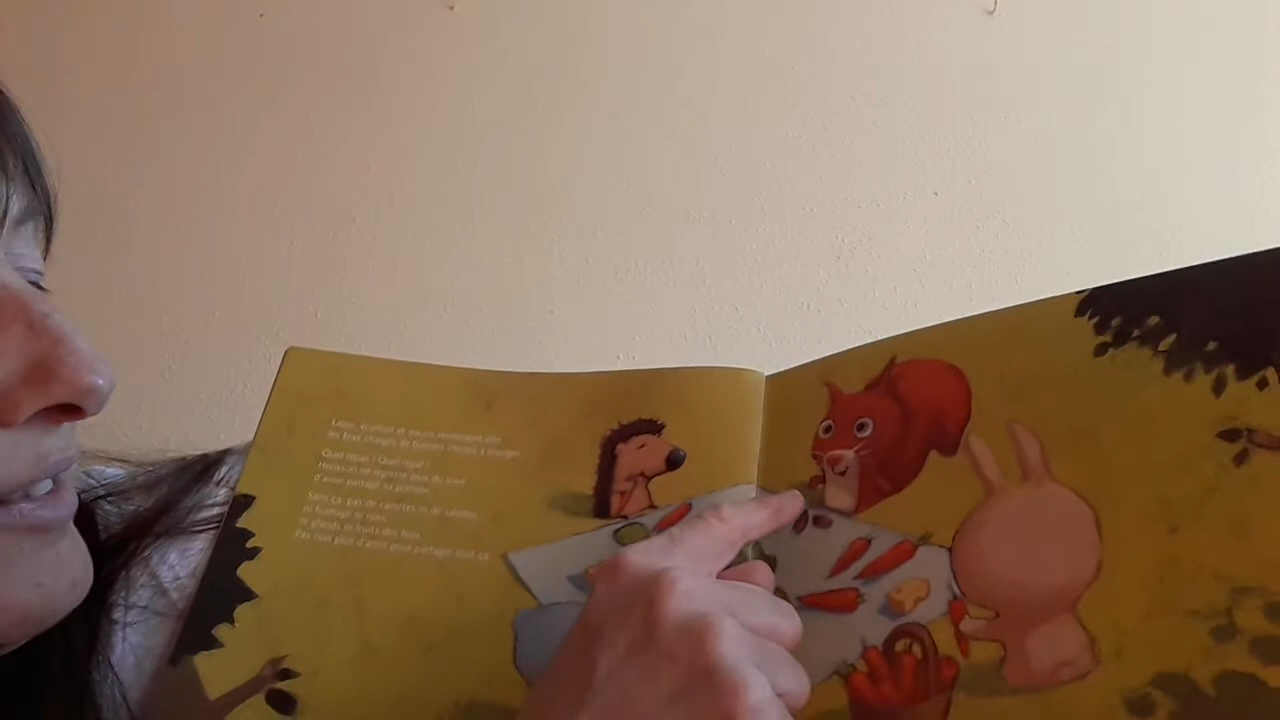 Lapin, écureuil et souris reviennent vite
les bras chargés de bonnes choses à manger.
Quel repas ! Quel régal !
Hérisson ne regrette plus du tout
d'avoir partagé sa pomme.
Sans ça, pas de carottes ni de salades,
ni fromage ni noix,
ni glands ni fruits des bois.
Pas non plus d'amis pour partager tout ça.